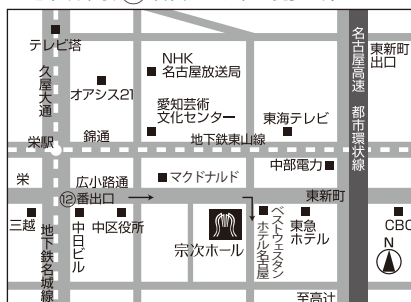 テレビ塔
久屋大通
オアシス21
NHK
名古屋放送局
愛知芸術
文化センター
名古屋高速 都市環状線
東新町
出口
東海テレビ
錦通
地下鉄東山線
栄駅
中部電力
栄
広小路通
マクドナルド
東新町
⑫番出口
三越
地下鉄名城線
中日ビル
中区役所
宗次ホール
ベストウェスタン
ホテル名古屋
東急
ホテル
CBC
N
至高辻